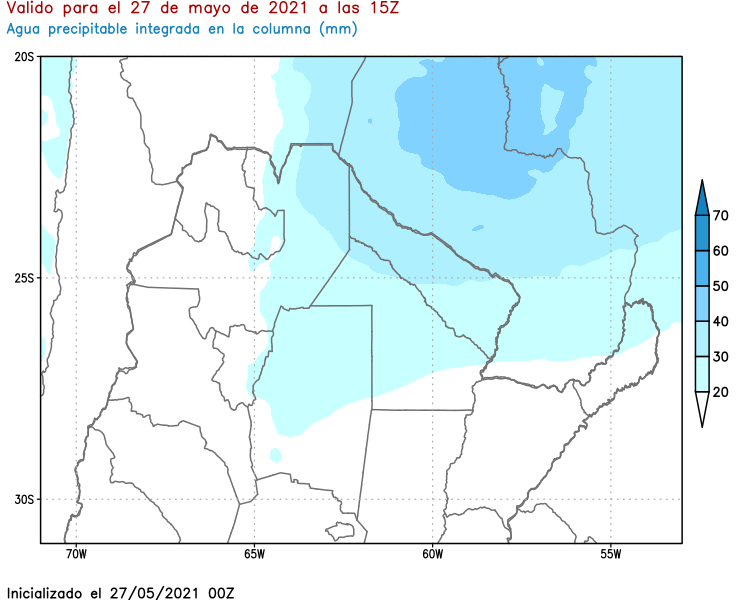 Valido para el 27 de mayo de 2021 a las 15Z
Agua precipitable integrada en la columna (mm)
20S
25S
30S
70W
65W
60W
55W
70
60
50
40
30
20
Inicializado el 27/05/2021 00Z